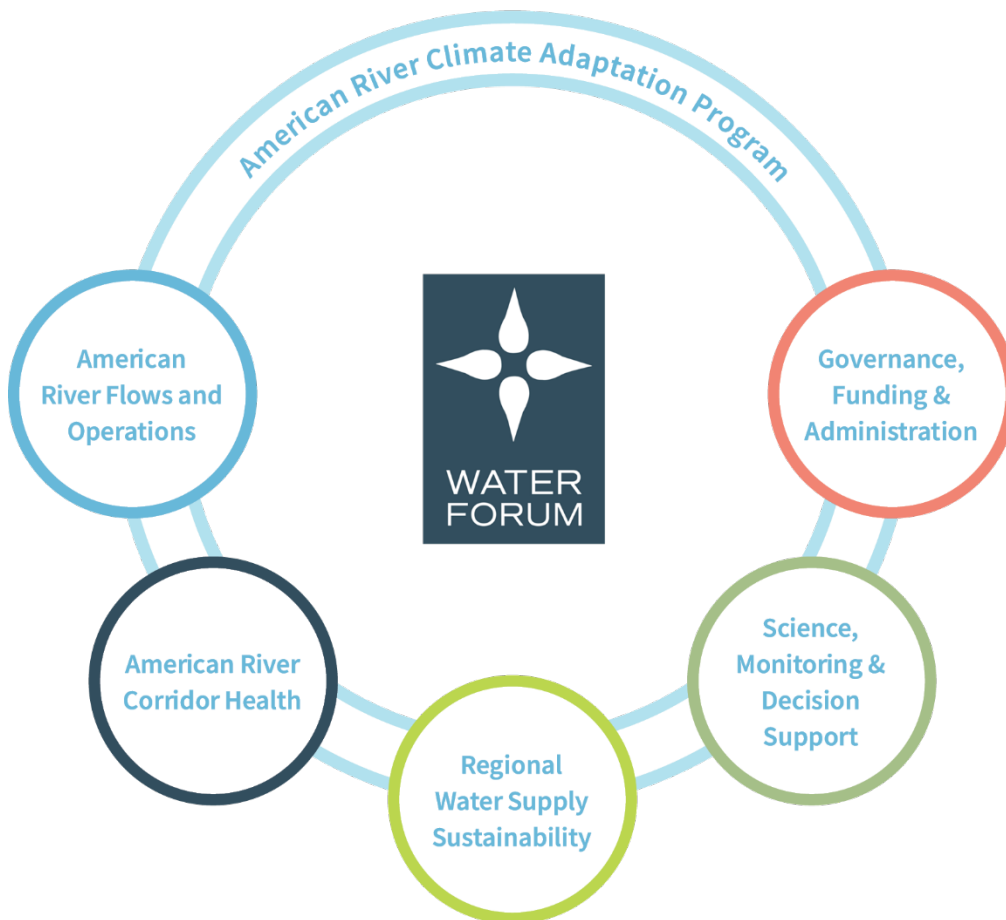 American River Climate Adaptation Program
American
River Flows and
Operations
WATER
FORUM
Governance,
Funding &
Administration
American River
Corridor Health
Science,
Monitoring &
Decision
Support
Regional
Water Supply
Sustainability